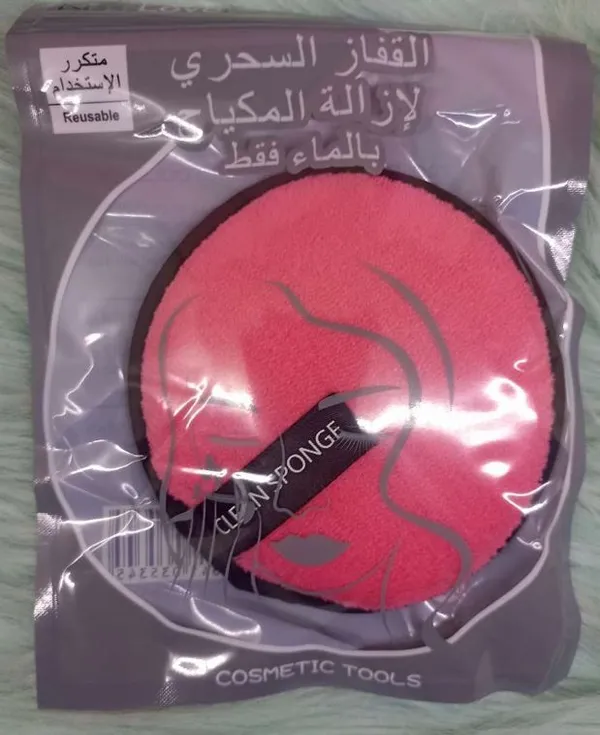 القفاز السحري
لإزالة المكياج
بالماء فقط
متكرر
الإستخدام
Reusable
CLEAN SPONGE
COSMETIC TOOLS